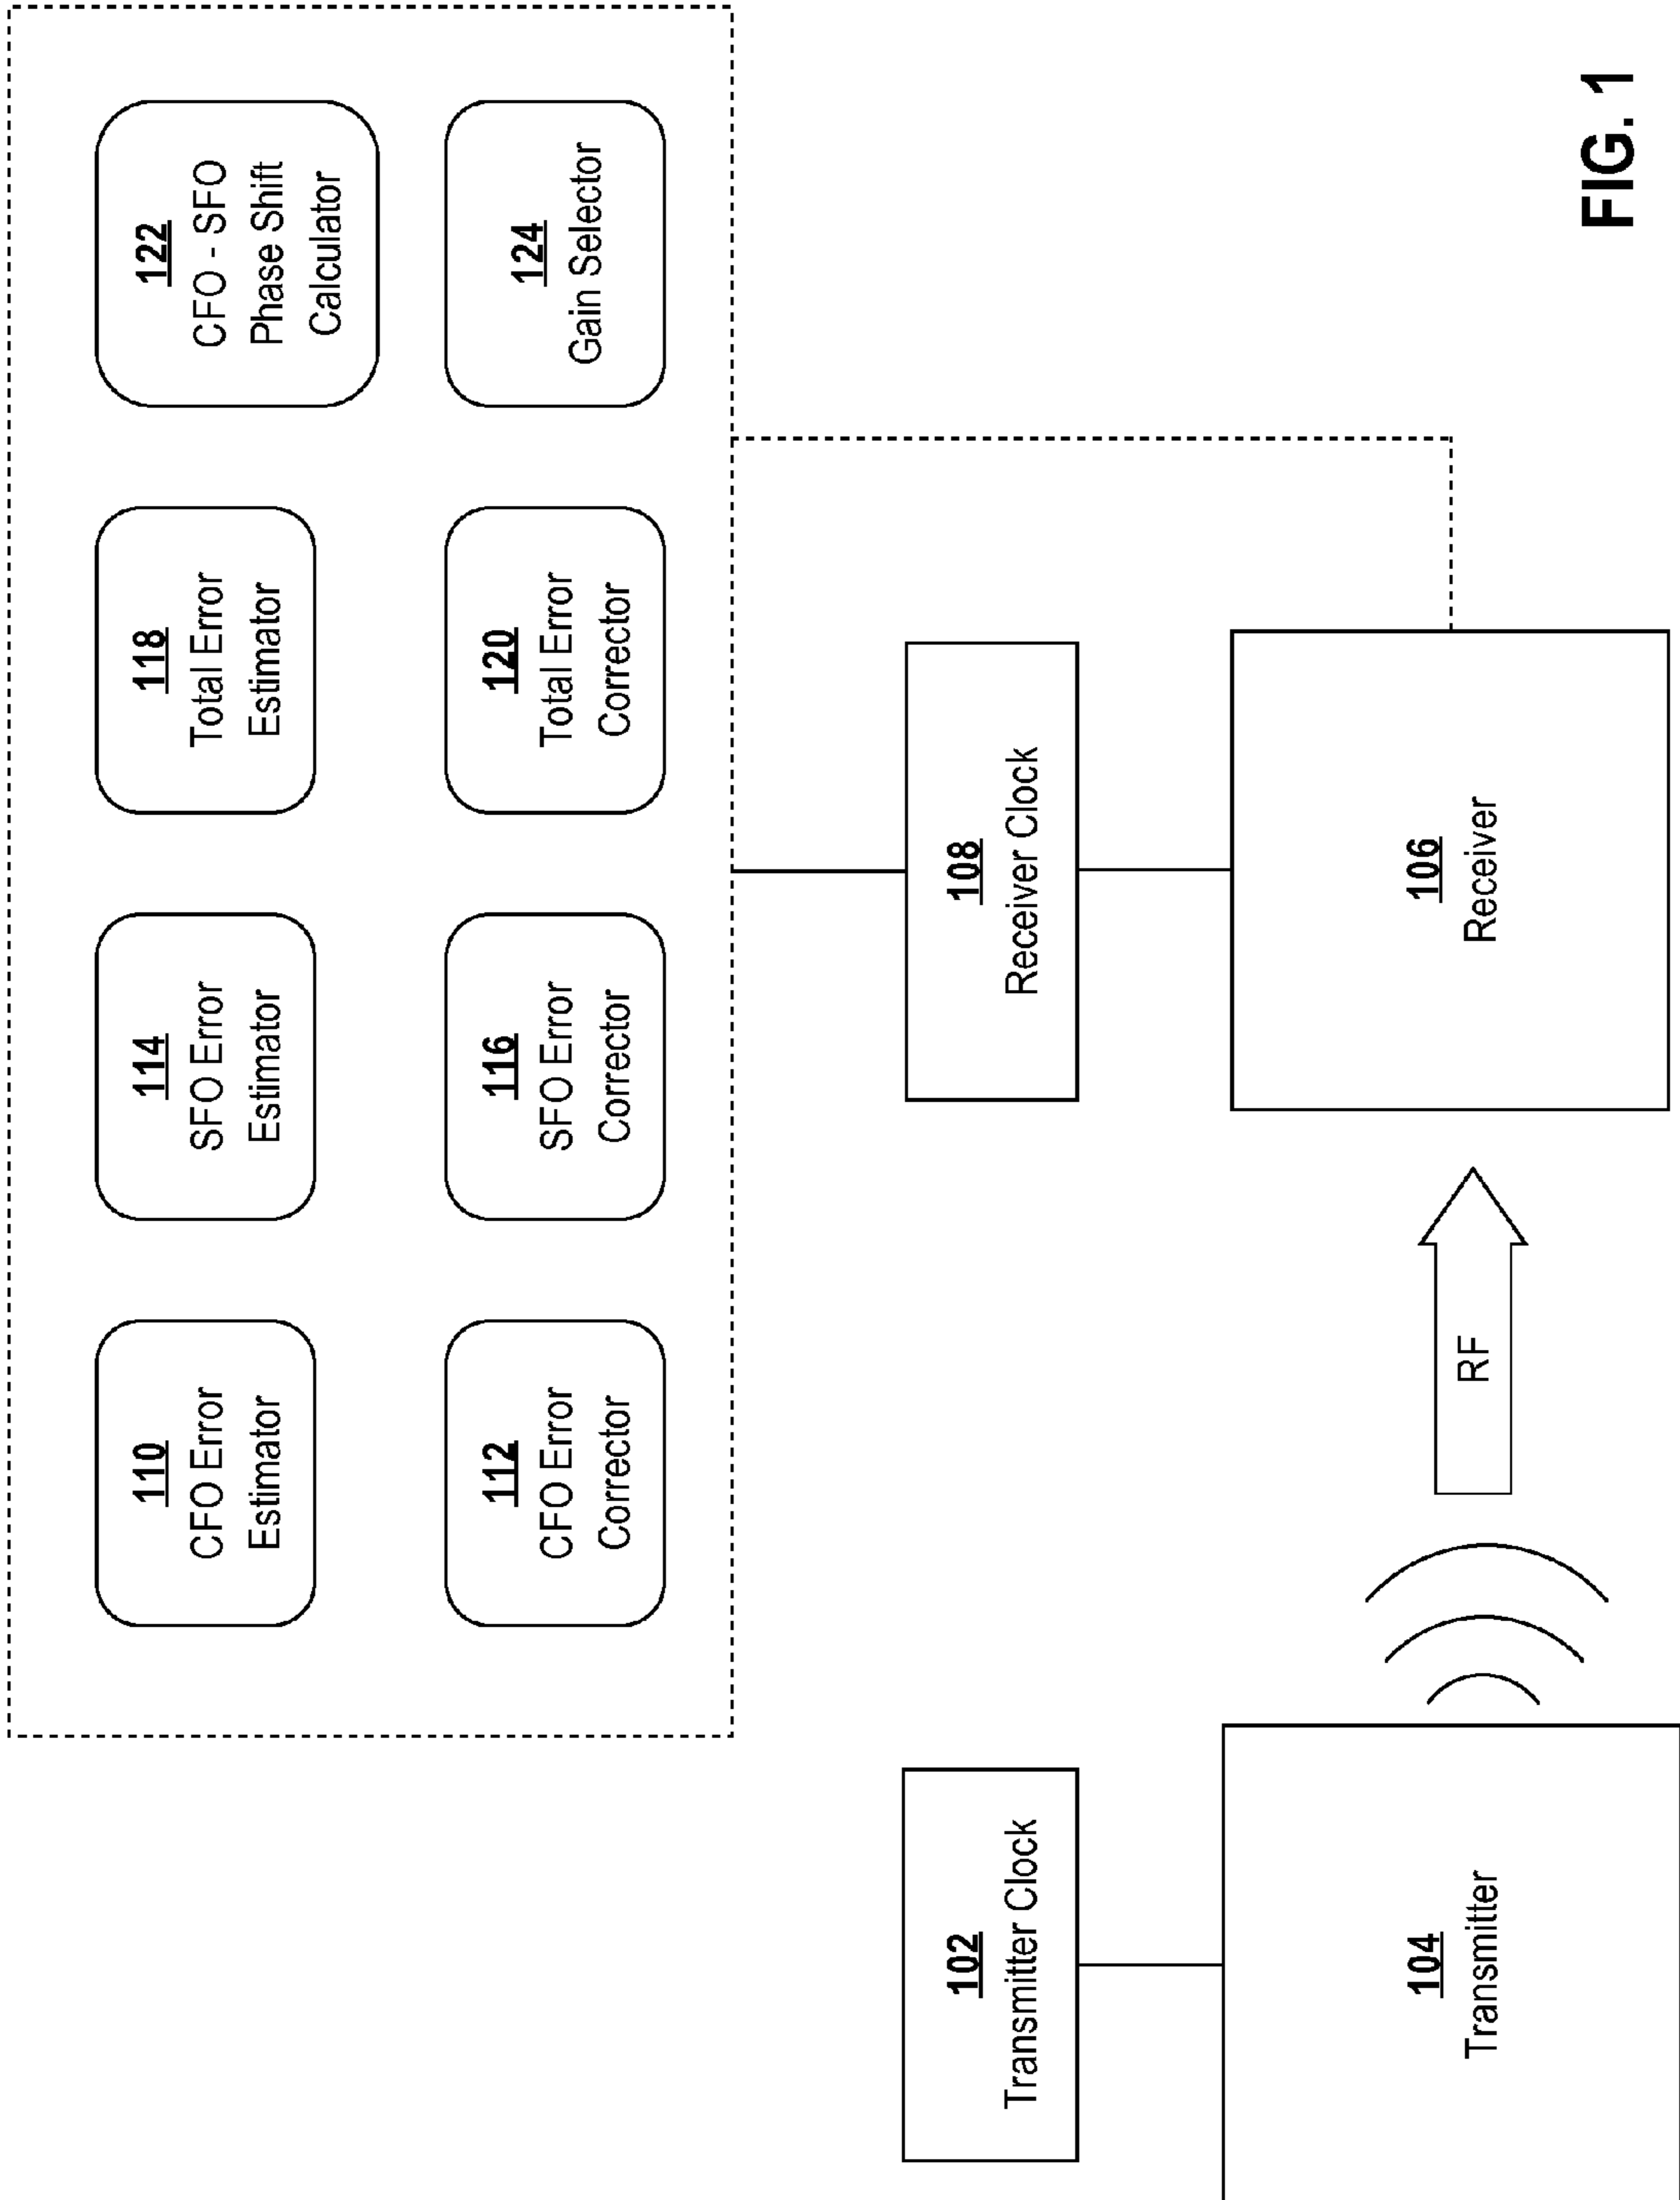 110
CFO Error
Estimator
114
SFO Error
Estimator
118
Total Error
Estimator
122
CFO - SFO
Phase Shift
Calculator
112
CFO Error
Corrector
116
SFO Error
Corrector
120
Total Error
Corrector
124
Gain Selector
102
Transmitter Clock
108
Receiver Clock
104
Transmitter
RF
106
Receiver
FIG. 1